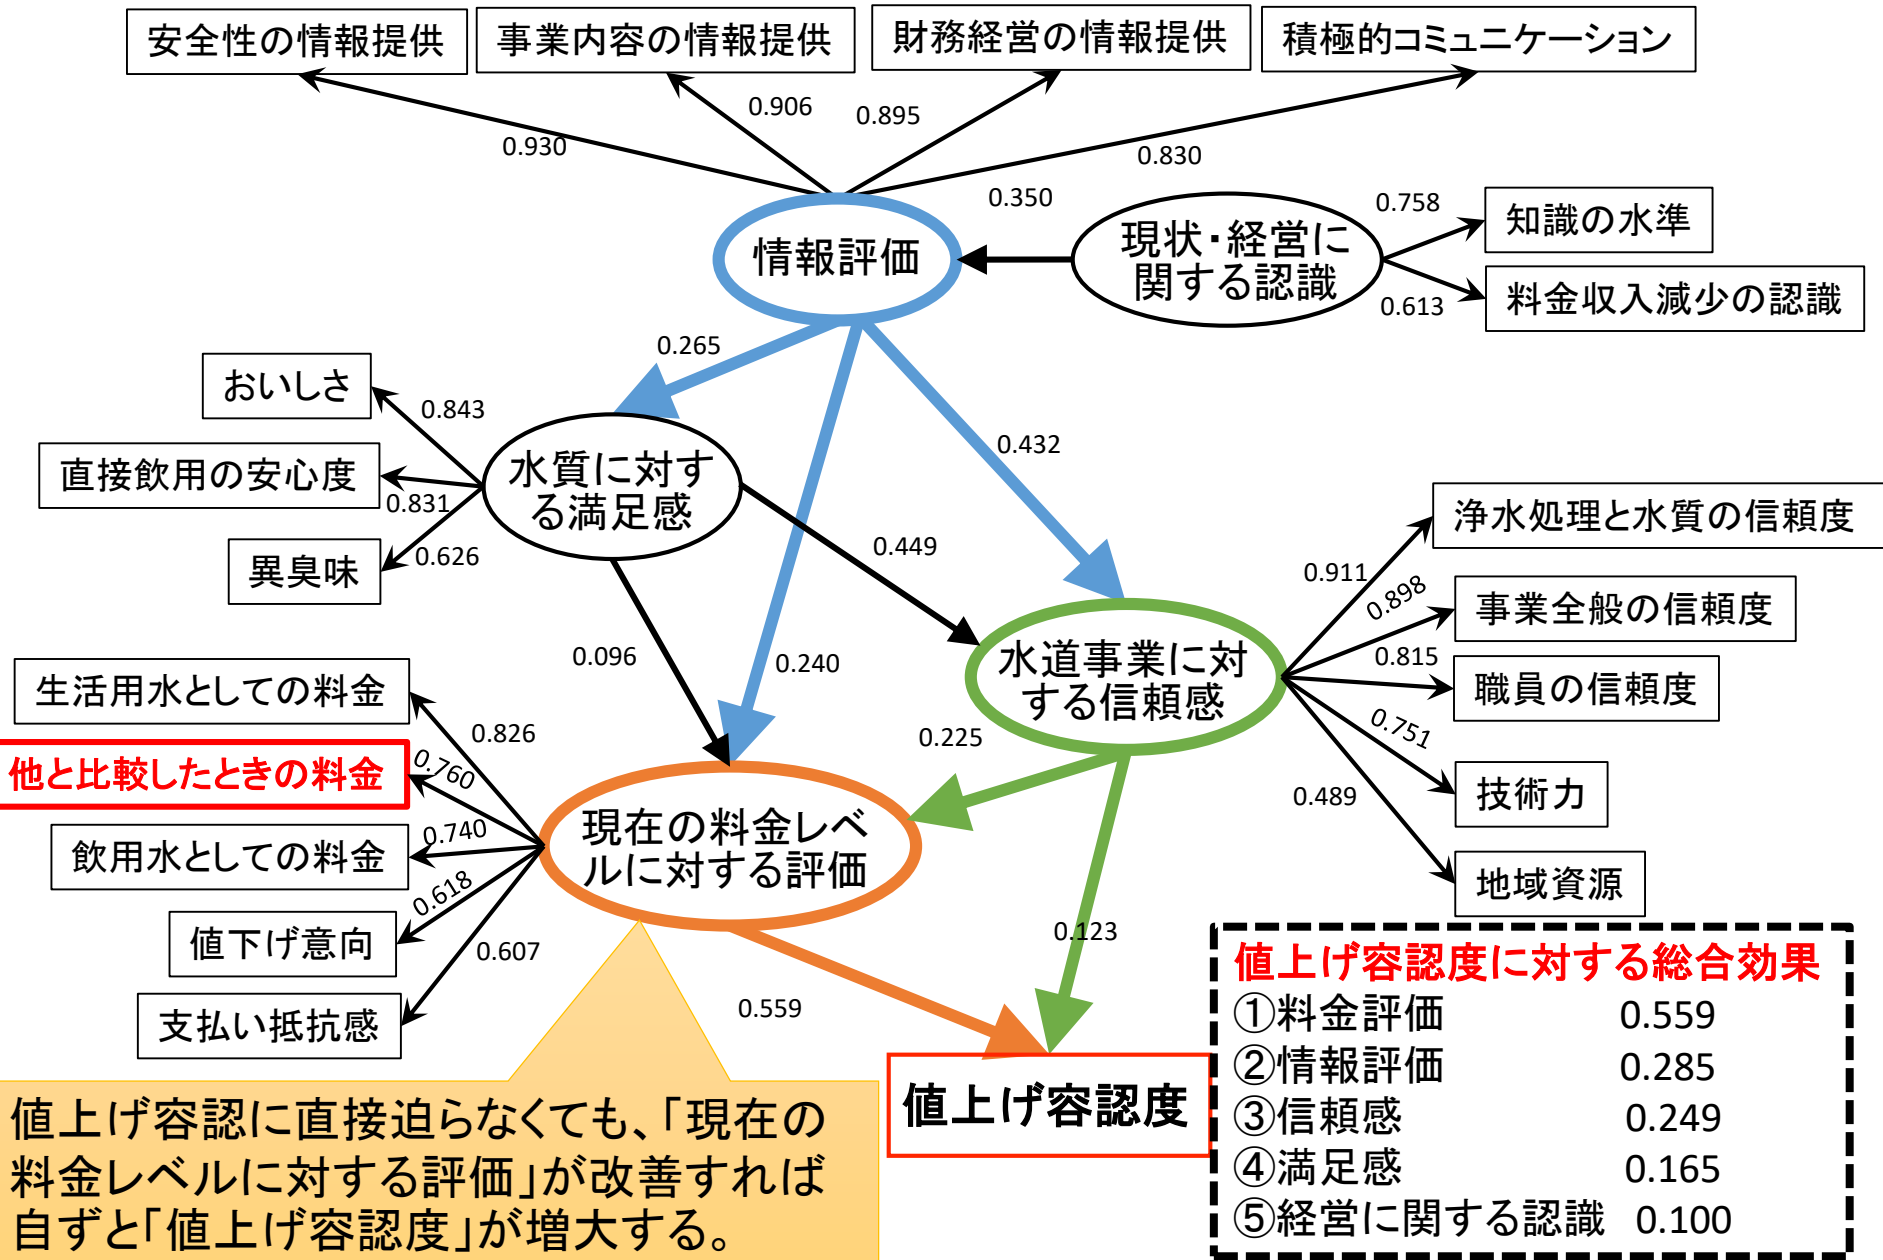 安全性の情報提供
事業内容の情報提供
財務経営の情報提供
積極的コミュニケーション
0.930
0.906
0.895
0.830
情報評価
0.350
現状・経営に
関する認識
0.758
知識の水準
0.613
料金収入減少の認識
0.265
0.432
0.240
おいしさ
0.843
直接飲用の安心度
0.831
異臭味
0.626
水質に対す
る満足感
0.449
0.096
水道事業に対
する信頼感
0.911
浄水処理と水質の信頼度
0.898
事業全般の信頼度
0.815
職員の信頼度
0.751
技術力
0.489
地域資源
0.225
0.123
生活用水としての料金
0.826
他と比較したときの料金
0.760
飲用水としての料金
0.740
値下げ意向
0.618
支払い抵抗感
0.607
現在の料金レベ
ルに対する評価
0.559
値上げ容認度
値上げ容認に直接迫らなくても、「現在の
料金レベルに対する評価」が改善すれば
自ずと「値上げ容認度」が増大する。
値上げ容認度に対する総合効果
①料金評価 0.559
②情報評価 0.285
③信頼感 0.249
④満足感 0.165
⑤経営に関する認識 0.100